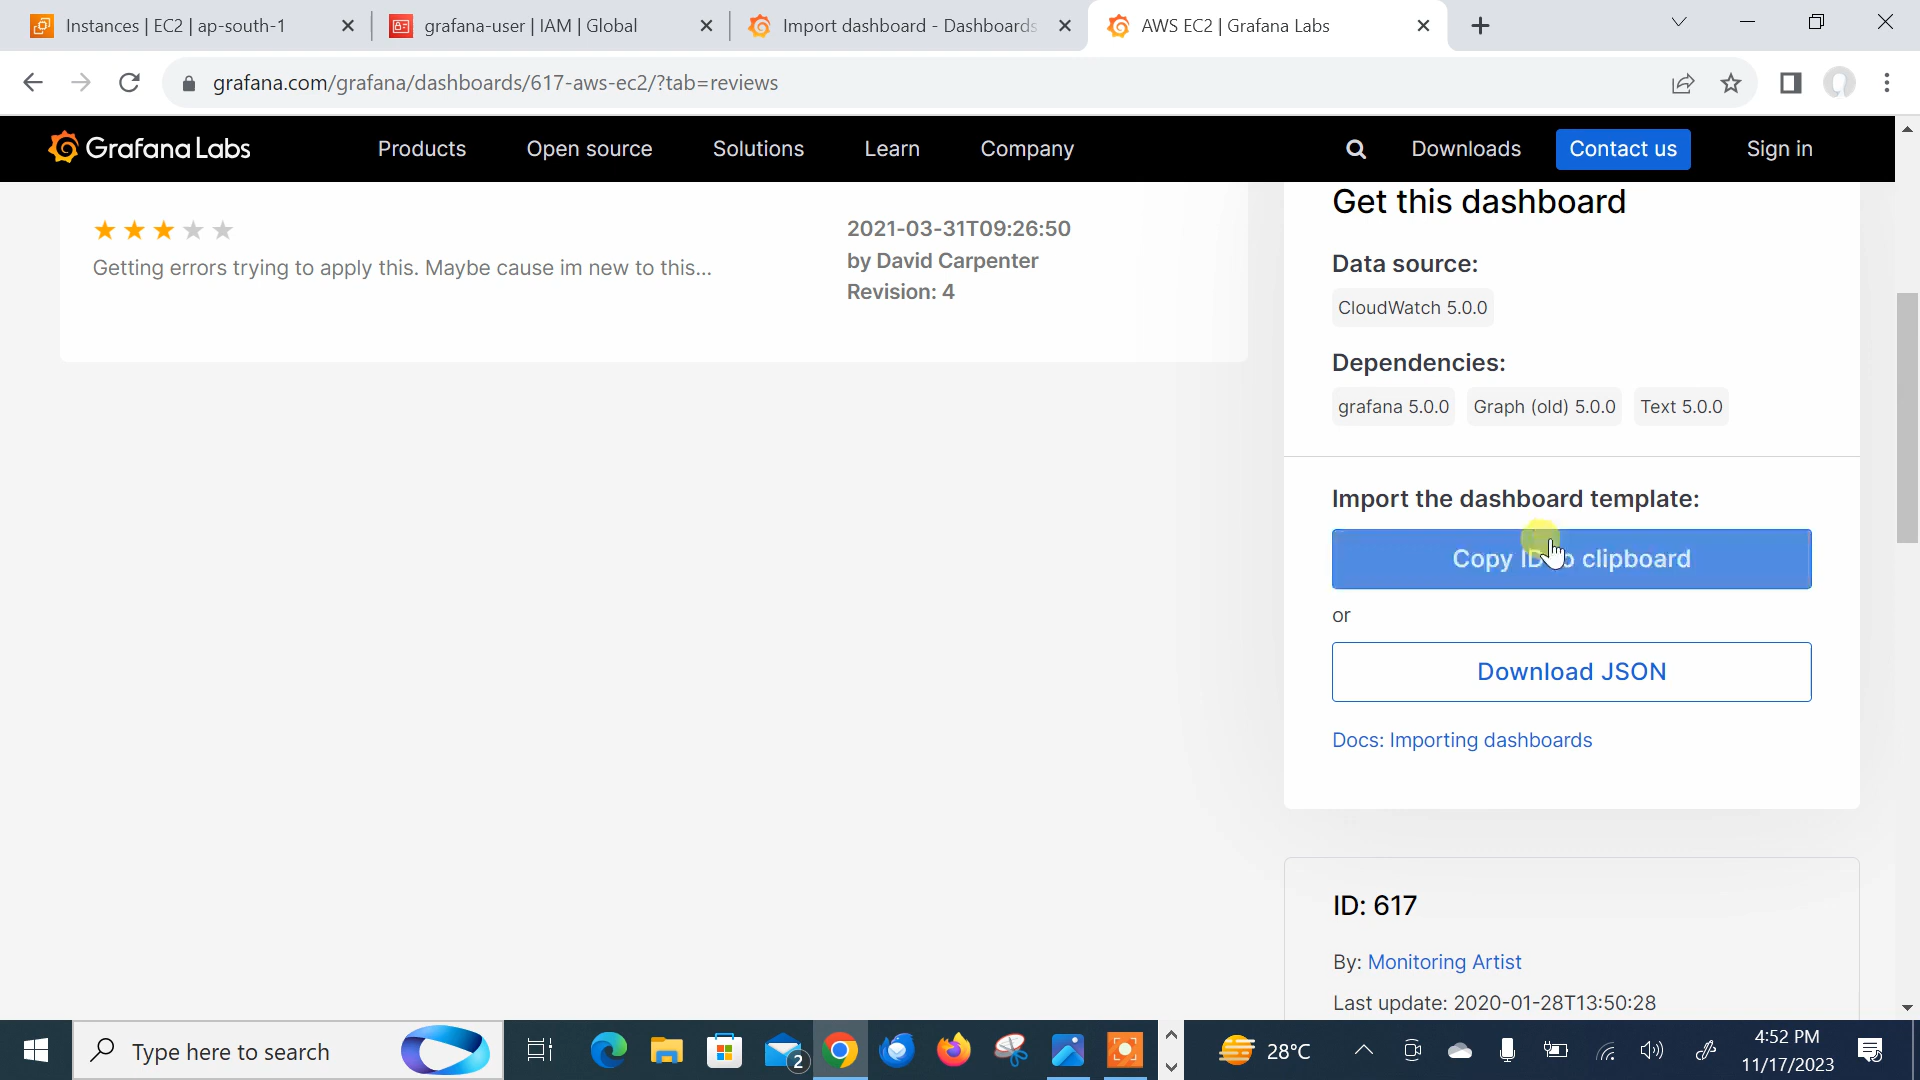 Instances | EC2 | ap-south-1
grafana-user | IAM | Global
Import dashboard - Dashboards
AWS EC2 | Grafana Labs
grafana.com/grafana/dashboards/617-aws-ec2/?tab=reviews
Grafana Labs
Products
Open source
Solutions
Learn
Company
Downloads
Contact us
Sign in
Getting errors trying to apply this. Maybe cause im new to this...
2021-03-31T09:26:50
by David Carpenter
Revision: 4
Get this dashboard
Data source:
CloudWatch 5.0.0
Dependencies:
grafana 5.0.0
Graph (old) 5.0.0
Text 5.0.0
Import the dashboard template:
Copy ID to clipboard
or
Download JSON
Docs: Importing dashboards
ID: 617
By: Monitoring Artist
Last update: 2020-01-28T13:50:28
Type here to search
2
28°C
4:52 PM
11/17/2023